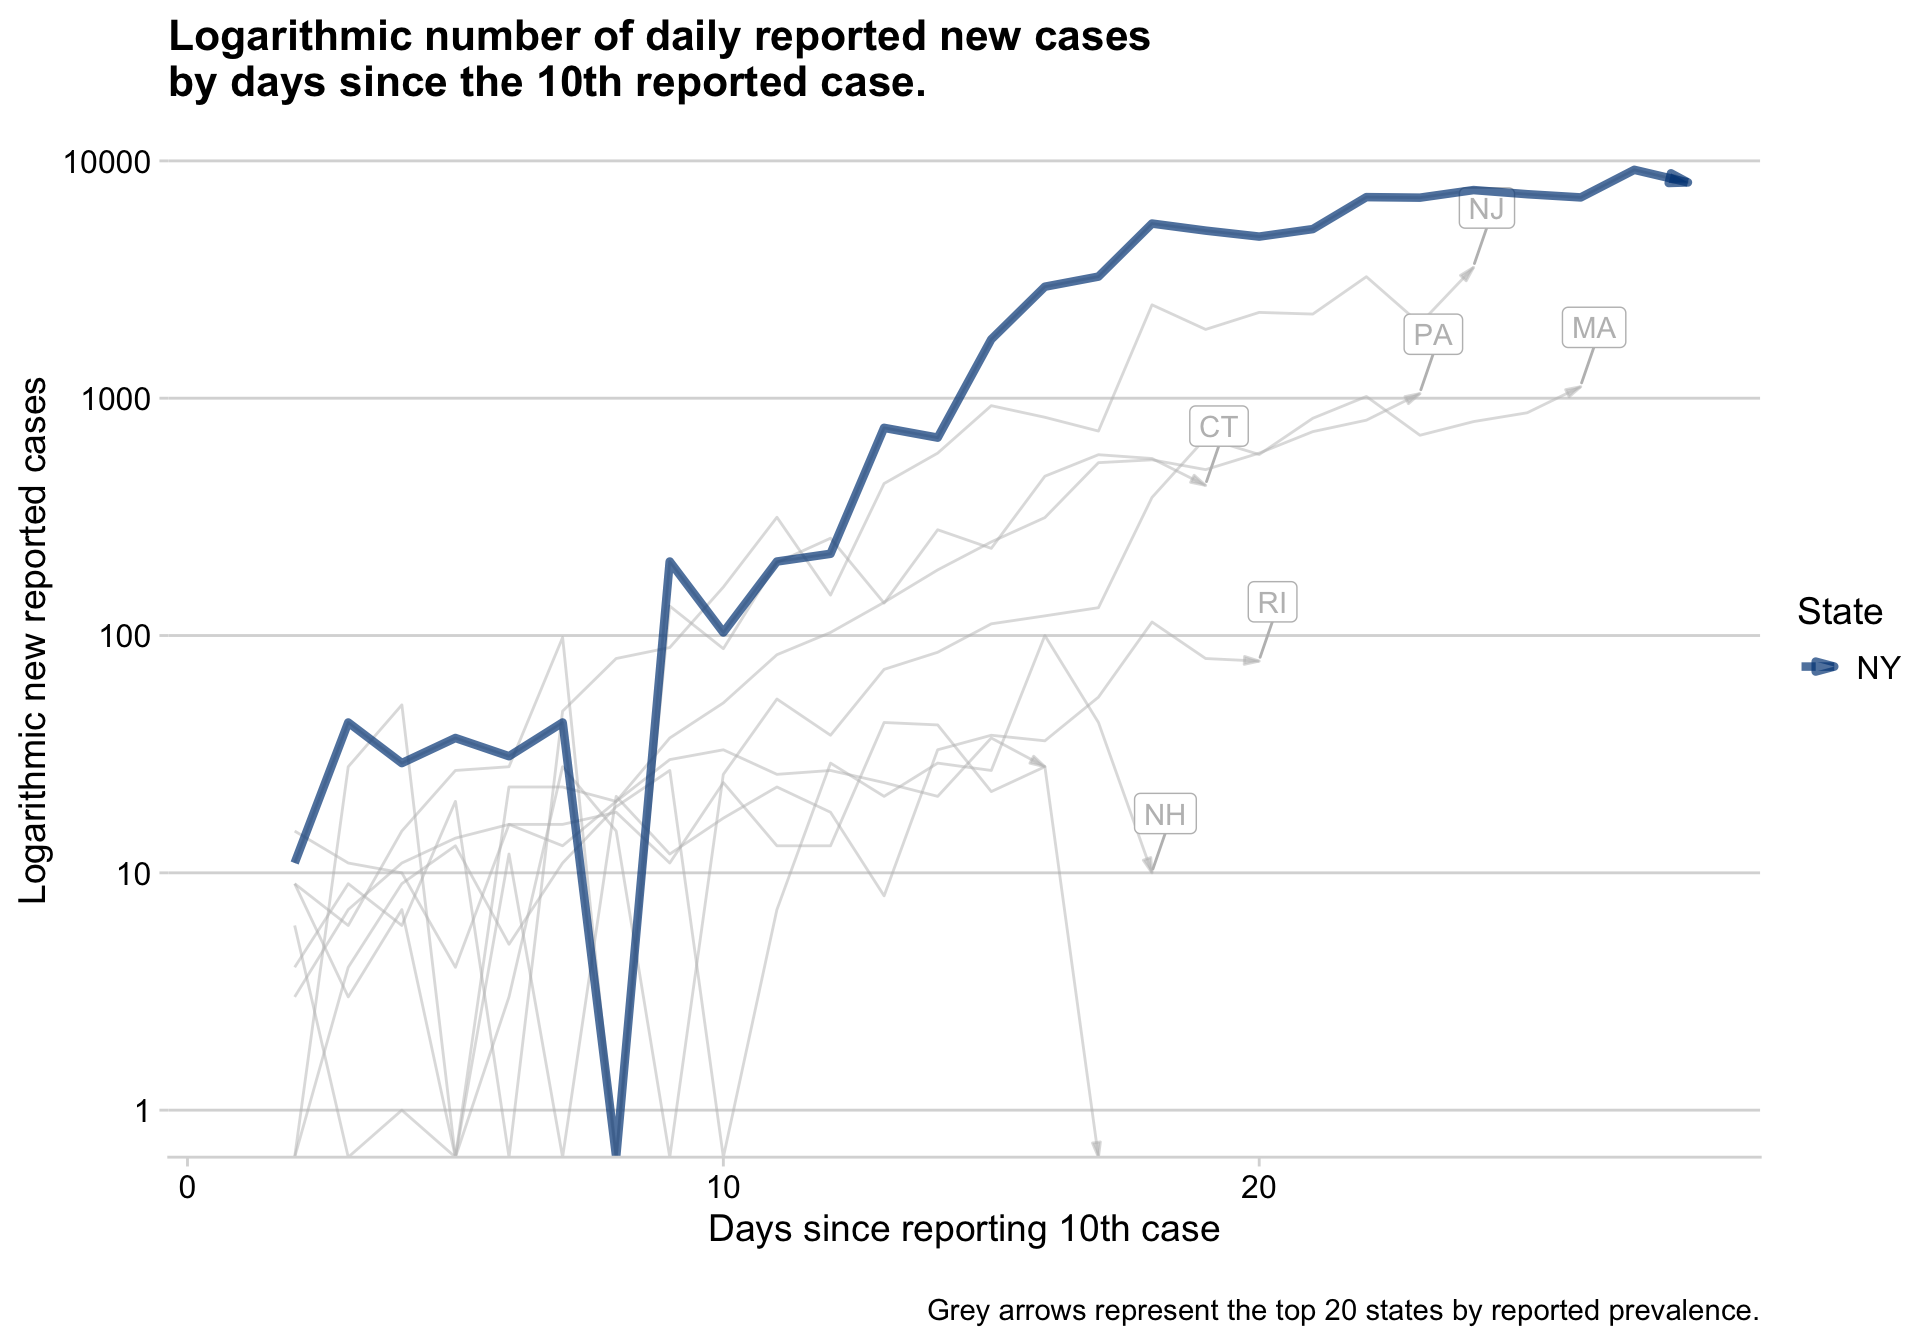 Logarithmic number of daily reported new cases
by days since the 10th reported case.
Logarithmic new reported cases
10000
1000
100
10
1
NJ
PA
MA
CT
RI
NH
State
NY
0
10
20
Days since reporting 10th case
Grey arrows represent the top 20 states by reported prevalence.